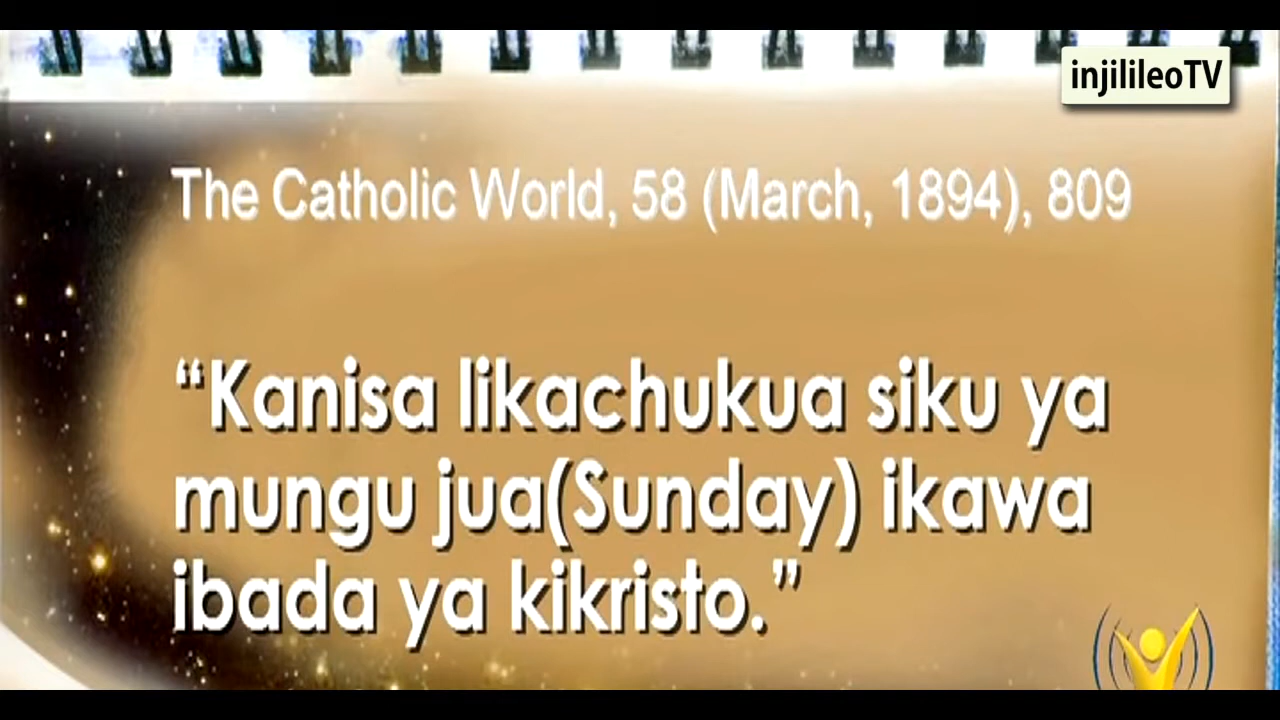 injilileoTV
The Catholic World, 58 (March, 1894), 809
“Kanisa likachukua siku ya
mungu jua(Sunday) ikawa
ibada ya kikristo.”